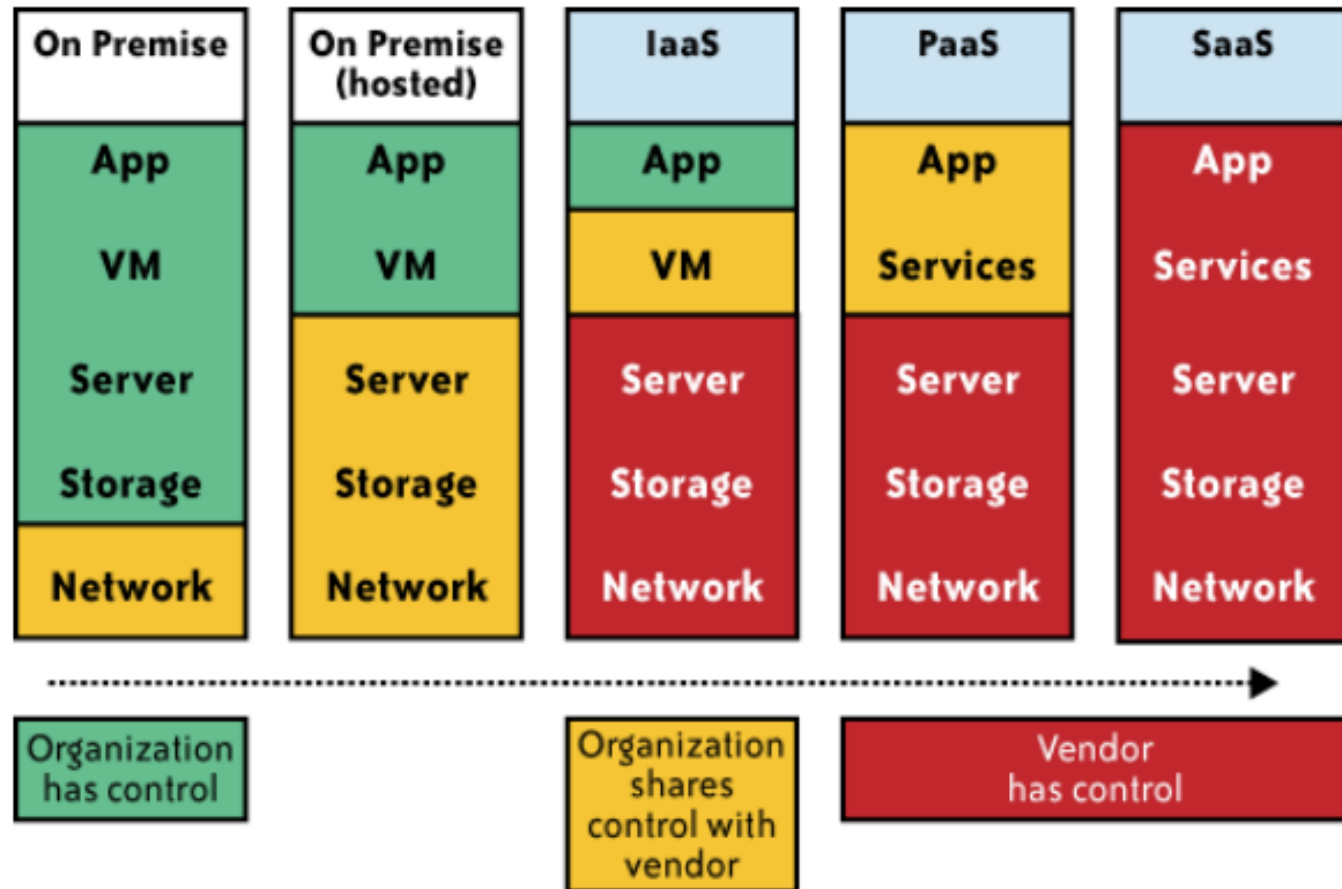 On Premise
App
VM
Server
Storage
Network
On Premise
(hosted)
App
VM
Server
Storage
Network
IaaS
App
VM
Server
Storage
Network
PaaS
App
Services
Server
Storage
Network
SaaS
App
Services
Server
Storage
Network
Organization
has control
Organization
shares
control with
vendor
Vendor
has control